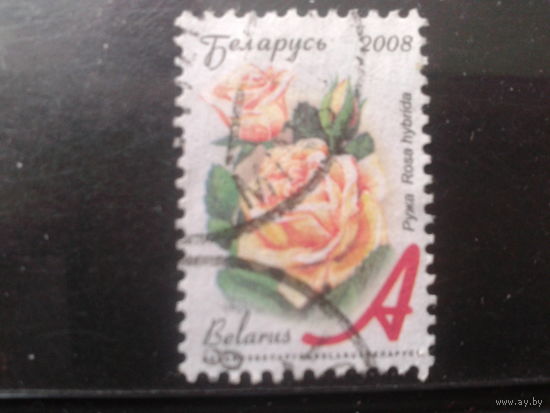 Беларусь 2008
Ружа Rosa hybrida
A
Belarus
www.ay.by